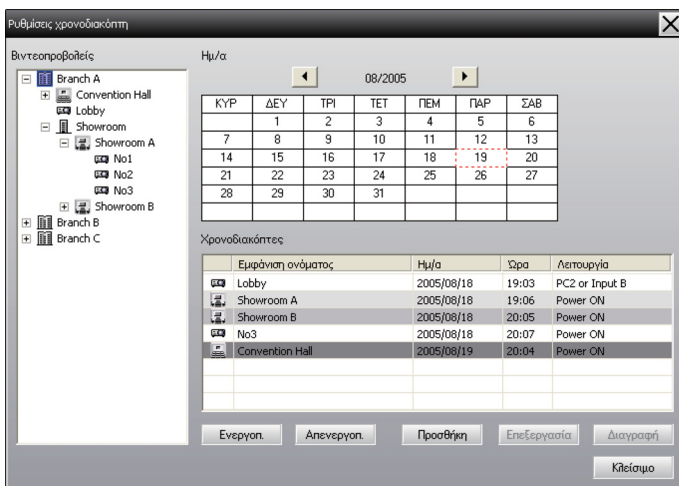 Ρυθμίσεις χρονοδιακόπτη
Βιντεοπροβολείς
Branch A
Convention Hall
Lobby
Showroom
Showroom A
No1
No2
No3
Showroom B
Branch B
Branch C
Ημ/α
08/2005
ΚΥΡ ΔΕΥ ΤΡΙ ΤΕΤ ΠΕΜ ΠΑΡ ΣΑΒ
1 2 3 4 5 6
7 8 9 10 11 12 13
14 15 16 17 18 19 20
21 22 23 24 25 26 27
28 29 30 31
Χρονοδιακόπτες
Εμφάνιση ονόματος Ημ/α Ώρα Λειτουργία
Lobby 2005/08/18 19:03 PC2 or Input B
Showroom A 2005/08/18 19:06 Power ON
Showroom B 2005/08/18 20:05 Power ON
No3 2005/08/18 20:07 Power ON
Convention Hall 2005/08/19 20:04 Power ON
Ενεργοπ. Απενεργοπ. Προσθήκη Επεξεργασία Διαγραφή
Κλείσιμο